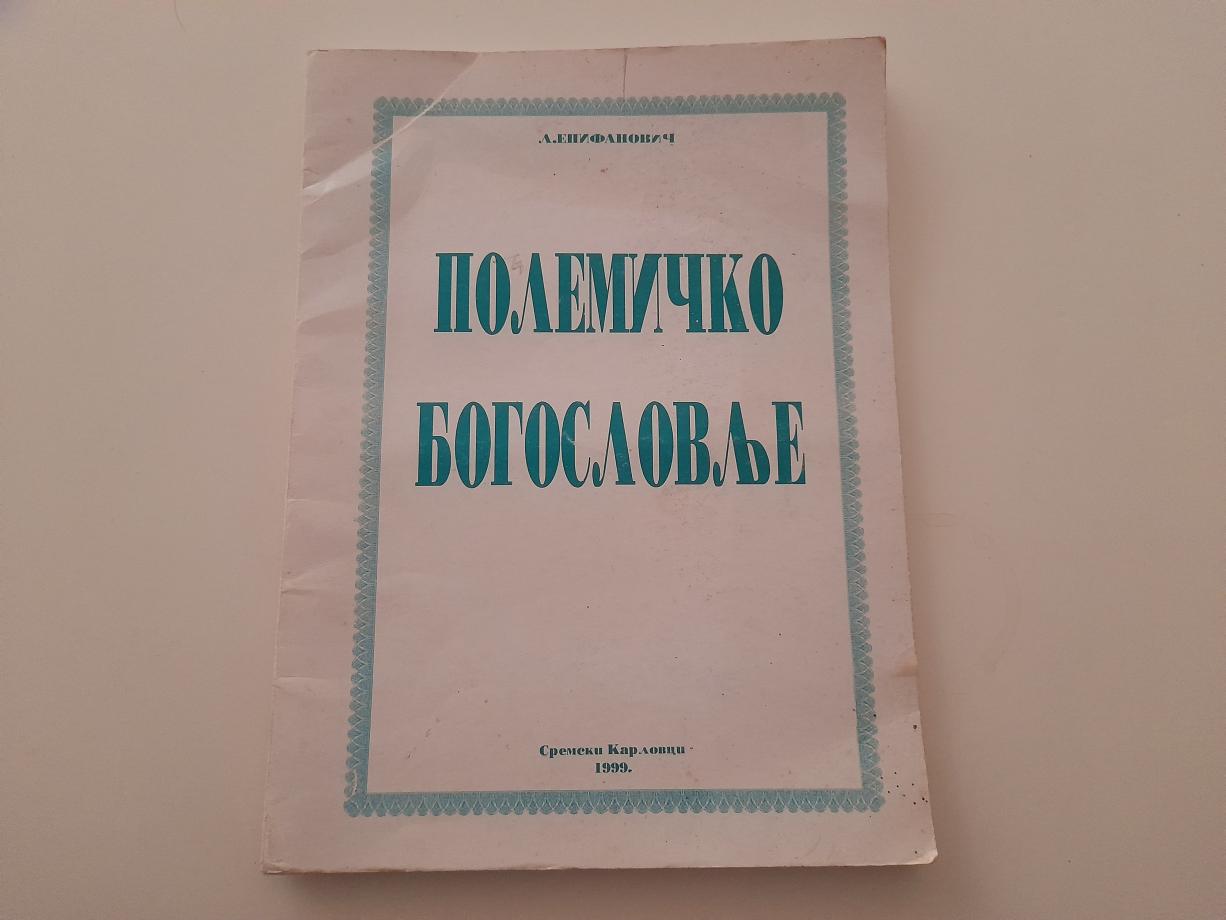 Л.ЕПИФАНОВИЧ
ПОЛЕМИЧКО
БОГОСЛОВЉЕ
Сремски Карловци
1999.